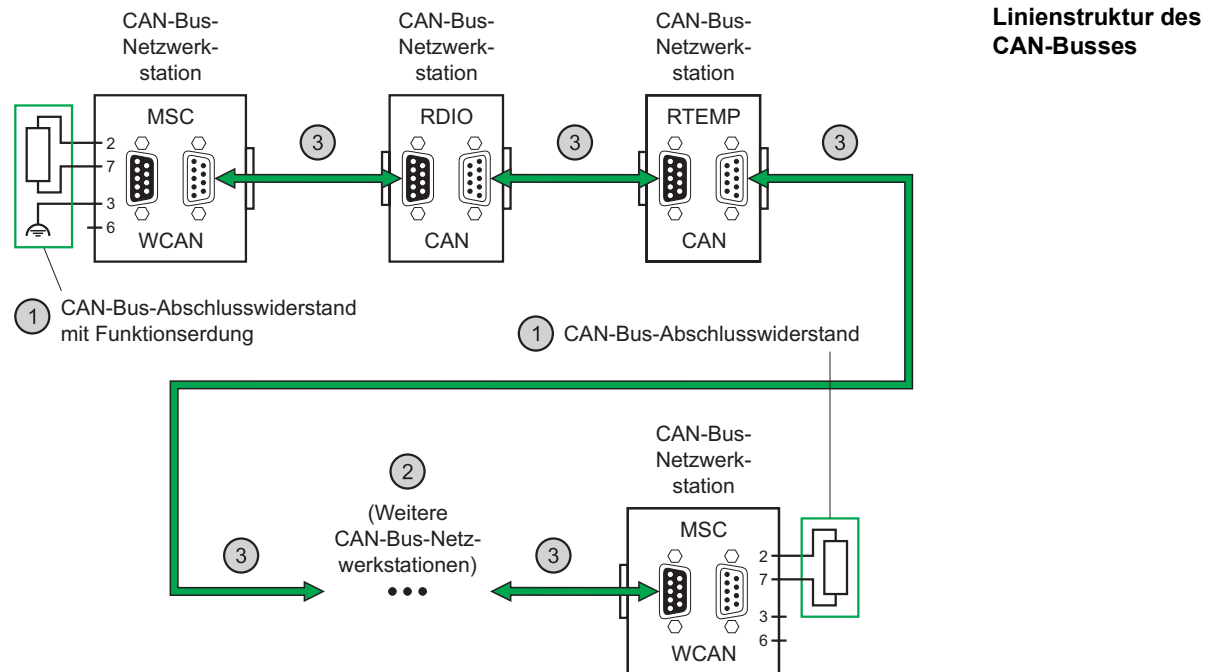 Linienstruktur des
CAN-Busses
CAN-Bus-
Netzwerk-
station
CAN-Bus-
Netzwerk-
station
CAN-Bus-
Netzwerk-
station
MSC
2
7
3
6
WCAN
3
RDIO
CAN
3
RTEMP
CAN
3
1
CAN-Bus-Abschlusswiderstand
mit Funktionserdung
1
CAN-Bus-Abschlusswiderstand
3
2
(Weitere
CAN-Bus-Netz-
werkstationen)
•••
3
CAN-Bus-
Netzwerk-
station
MSC
2
7
3
6
WCAN